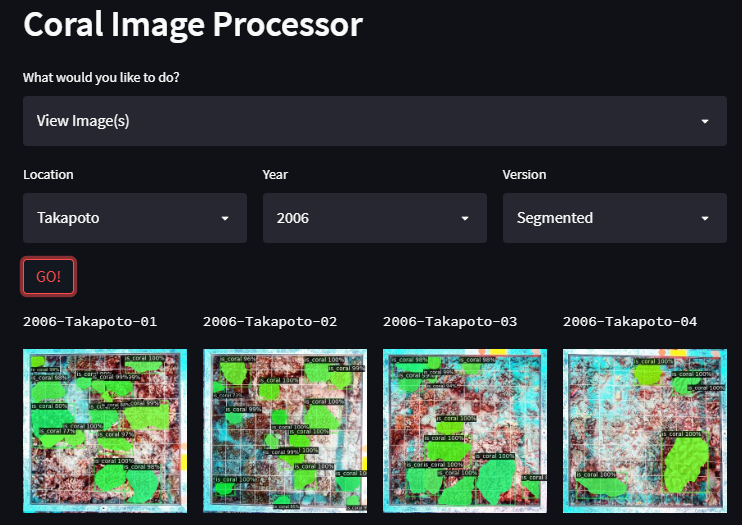 Coral Image Processor
What would you like to do?
View Image(s)
Location Year Version
Takapoto 2006 Segmented
GO!
2006-Takapoto-01 2006-Takapoto-02 2006-Takapoto-03 2006-Takapoto-04
is_coral 100%
is_coral 98%
is_coral 99%
is_coral 80%
is_coral 100%
is_coral 77%
is_coral 97%
is_coral 100%
is_coral 98%
is_coral 96%
is_coral 100%
is_coral 99%
is_coral 99%
is_coral 100%
is_coral 100%
is_coral 99%
is_coral 100%
is_coral 100%
is_coral 98%
is_coral 98%
is_coral 100%
is_coral 100%
is_coral 100%
is_coral 100%
is_coral 100%
is_coral 100%
is_coral 100%
is_coral 100%
is_coral 100%